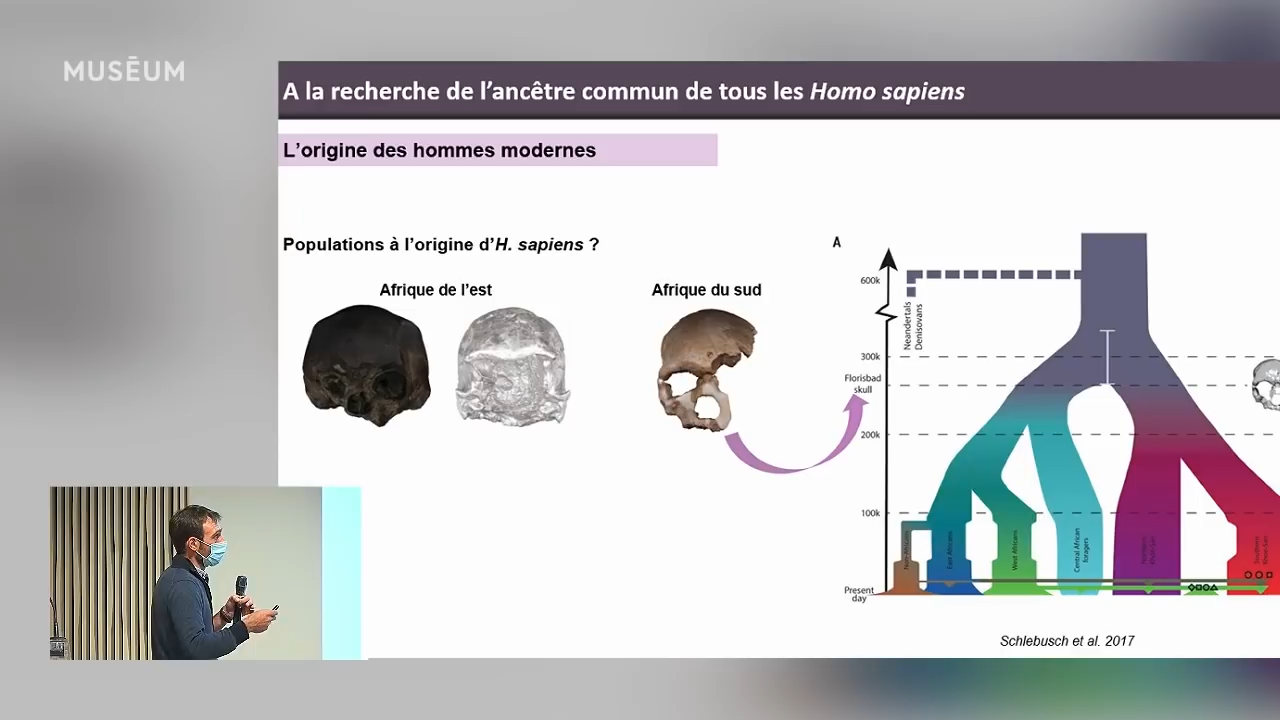 MUSĒUM
A la recherche de l'ancêtre commun de tous les Homo sapiens
L'origine des hommes modernes
Populations à l'origine d'H. sapiens ?
Afrique de l'est
Afrique du sud
A
600k
Neandertals
Denisovans
300k
Florisbad
skull
200k
100k
East Africans
West Africans
Central African
foragers
Present
day
Schlebusch et al. 2017